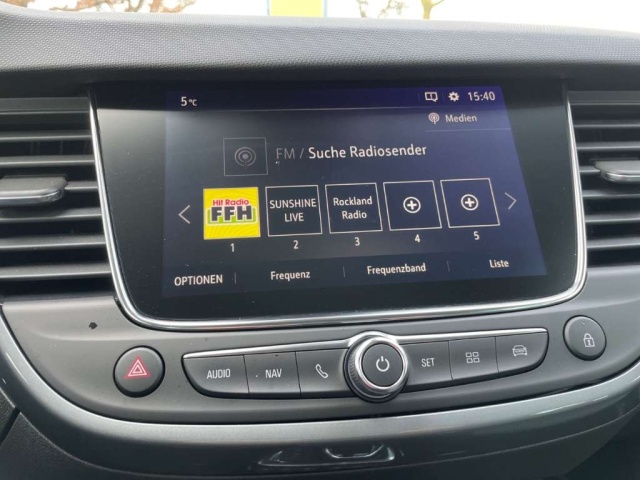 5 °C
15:40
Medien
FM / Suche Radiosender
Hit Radio
FFH
SUNSHINE
LIVE
Rockland
Radio
1
2
3
4
5
OPTIONEN
Frequenz
Frequenzband
Liste
AUDIO
NAV
SET